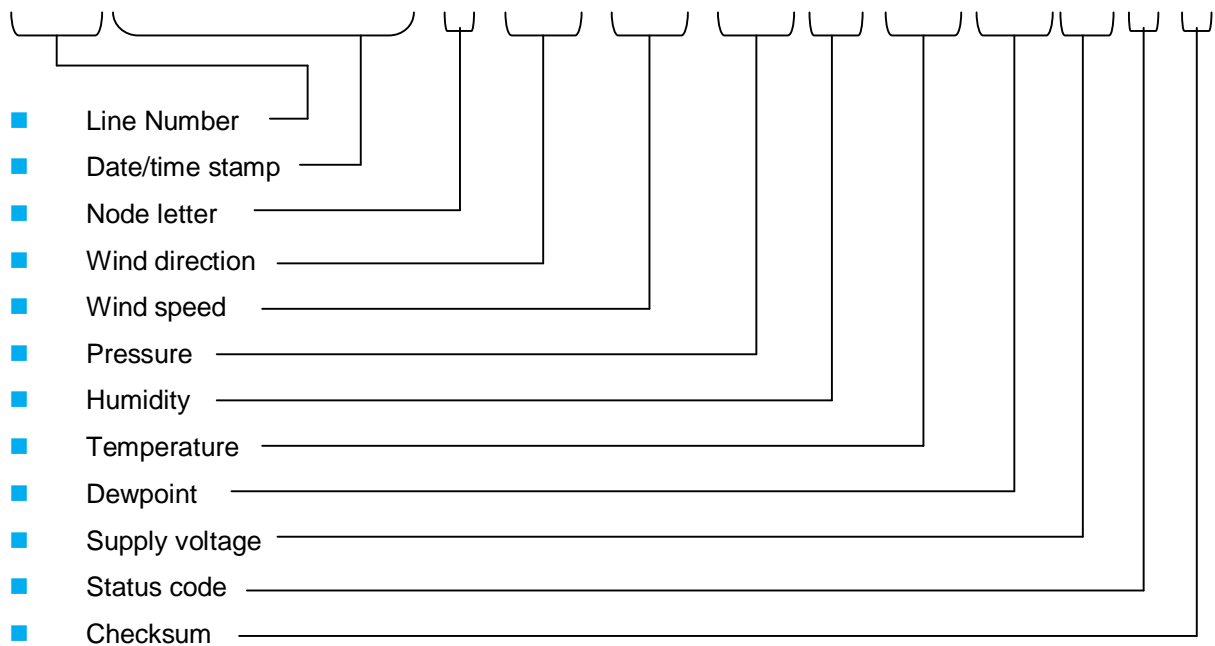 Line Number
Date/time stamp
Node letter
Wind direction
Wind speed
Pressure
Humidity
Temperature
Dewpoint
Supply voltage
Status code
Checksum